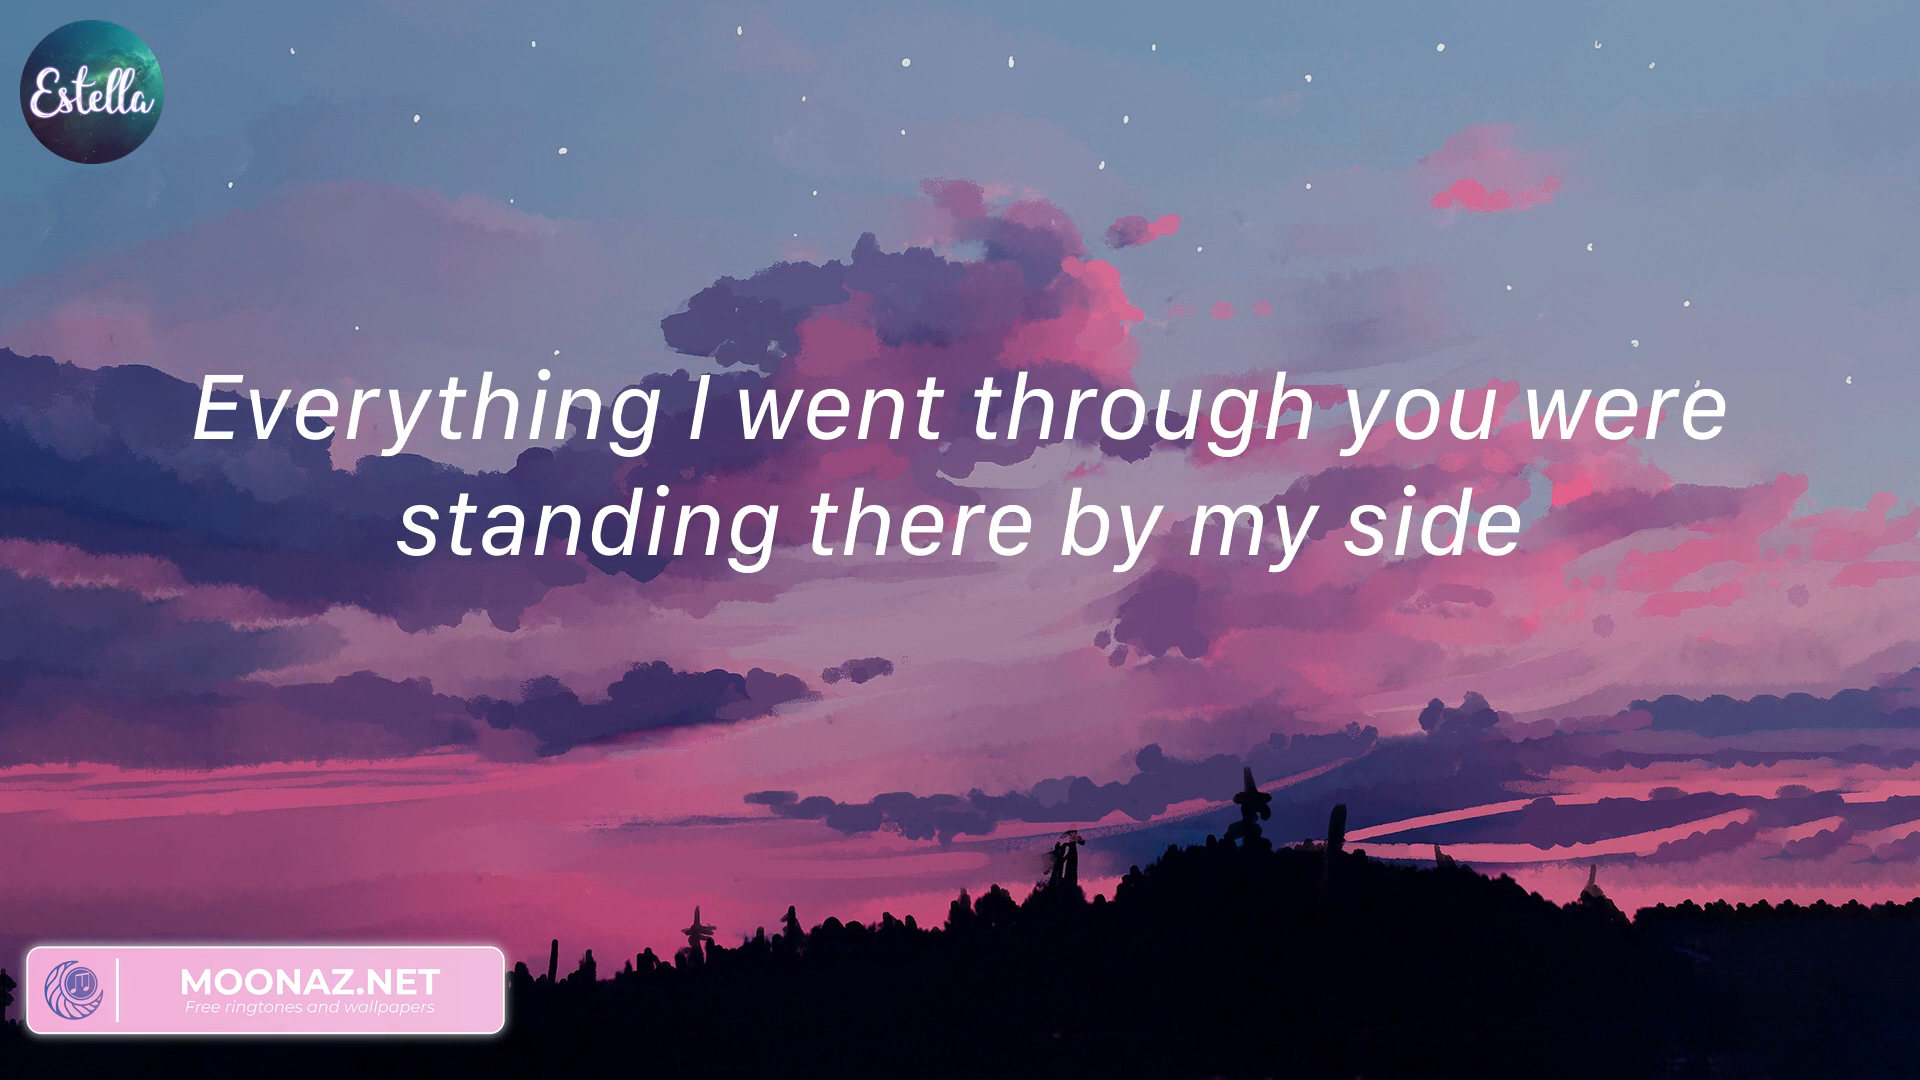 Estella
Everything I went through you were
standing there by my side
MOONAZ.NET
Free ringtones and wallpapers